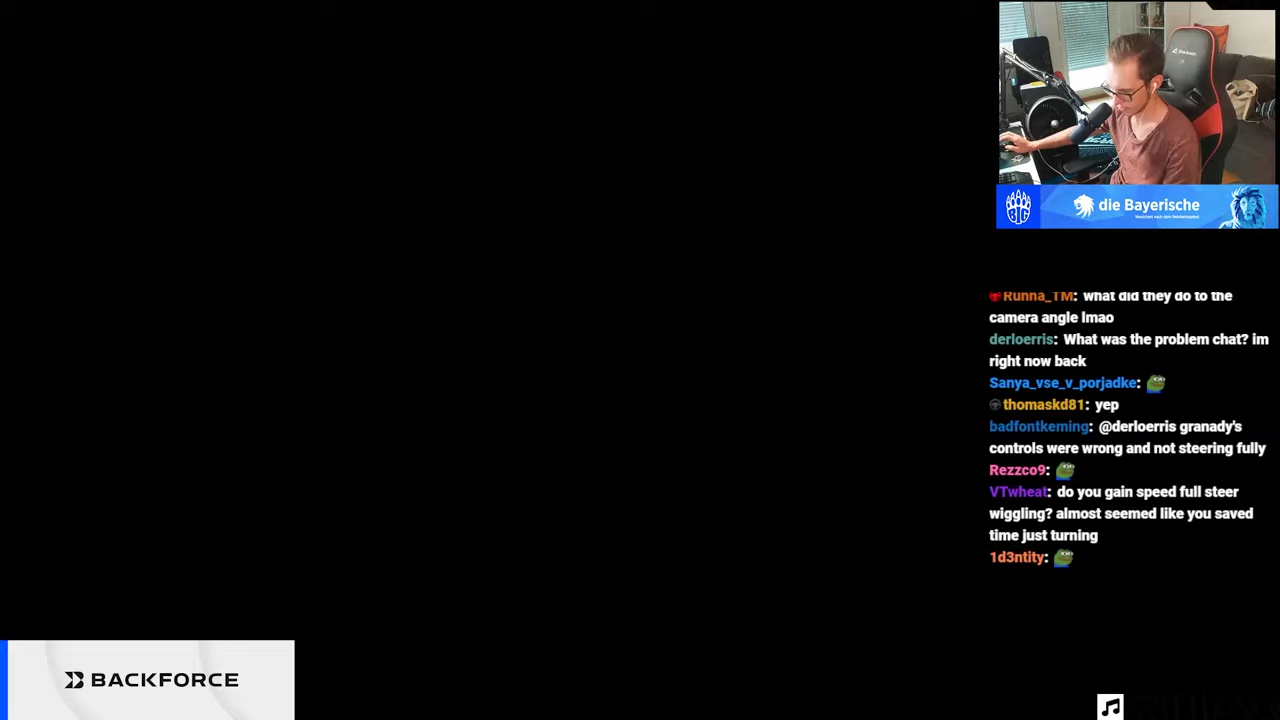 die Bayerische
Runna_TM: what did they do to the
camera angle lmao
derloerris: What was the problem chat? im
right now back
Sanya_vse_v_porjadke:
thomaskd81: yep
badfontkeming: @derloerris granady's
controls were wrong and not steering fully
Rezzco9:
VTwheat: do you gain speed full steer
wiggling? almost seemed like you saved
time just turning
1d3ntity:
BACKFORCE